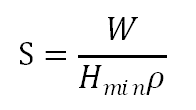 S = W / H_min ρ